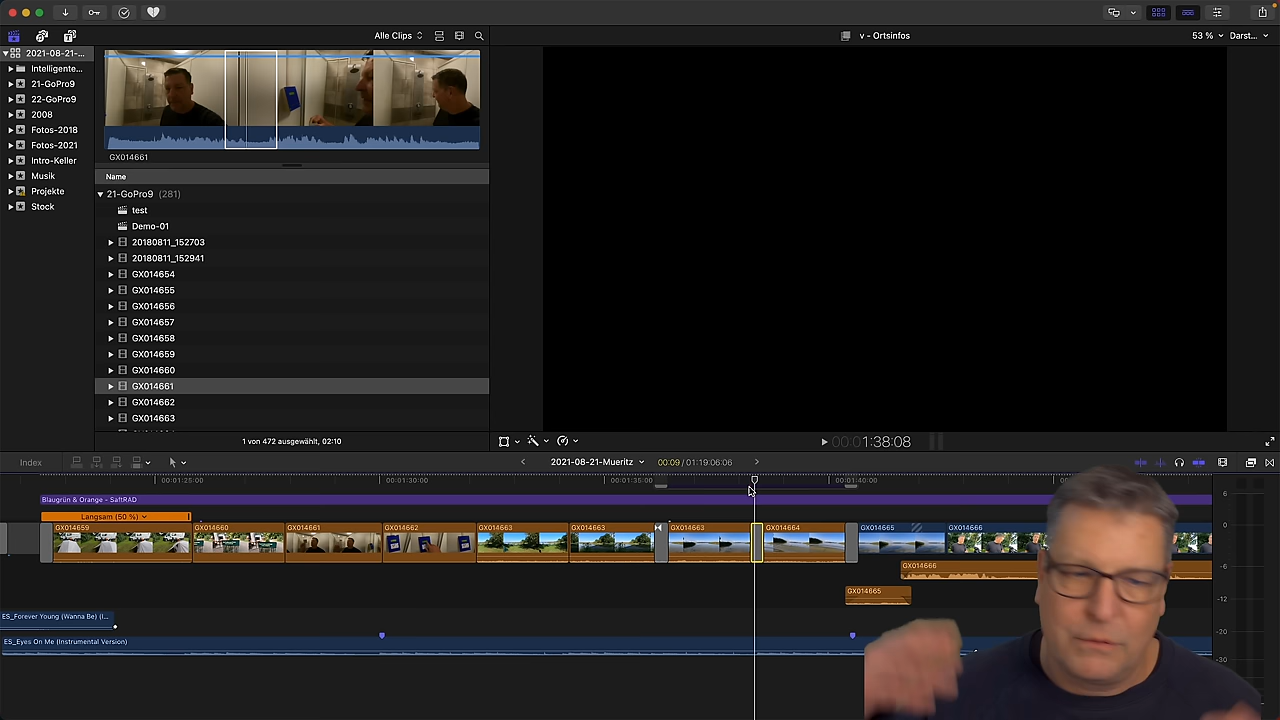 All Clips
v - Ortsinfos
53 %
Darst...
2021-08-21-...
Intelligente...
21-GoPro9
22-GoPro9
2008
Fotos-2018
Fotos-2021
Intro-Keller
Musik
Projekte
Stock
GX014661
Name
21-GoPro9 (281)
test
Demo-01
20180811_152703
20180811_152941
GX014654
GX014655
GX014656
GX014657
GX014658
GX014659
GX014660
GX014661
GX014662
GX014663
1 von 472 ausgewählt, 02:10
00:00:01:38:08
Index
2021-08-21-Mueritz
00:09 / 01:19:06:06
00:01:25:00
00:01:30:00
00:01:35:00
00:01:40:00
Blaugrün & Orange - SaftRAD
Langsam (50 %)
GX014659
GX014660
GX014661
GX014662
GX014663
GX014663
GX014663
GX014664
GX014665
GX014666
GX014666
GX014665
ES_Forever Young (Wanna Be) (I...
ES_Eyes On Me (Instrumental Version)
6
0
-6
-12
-20
-30